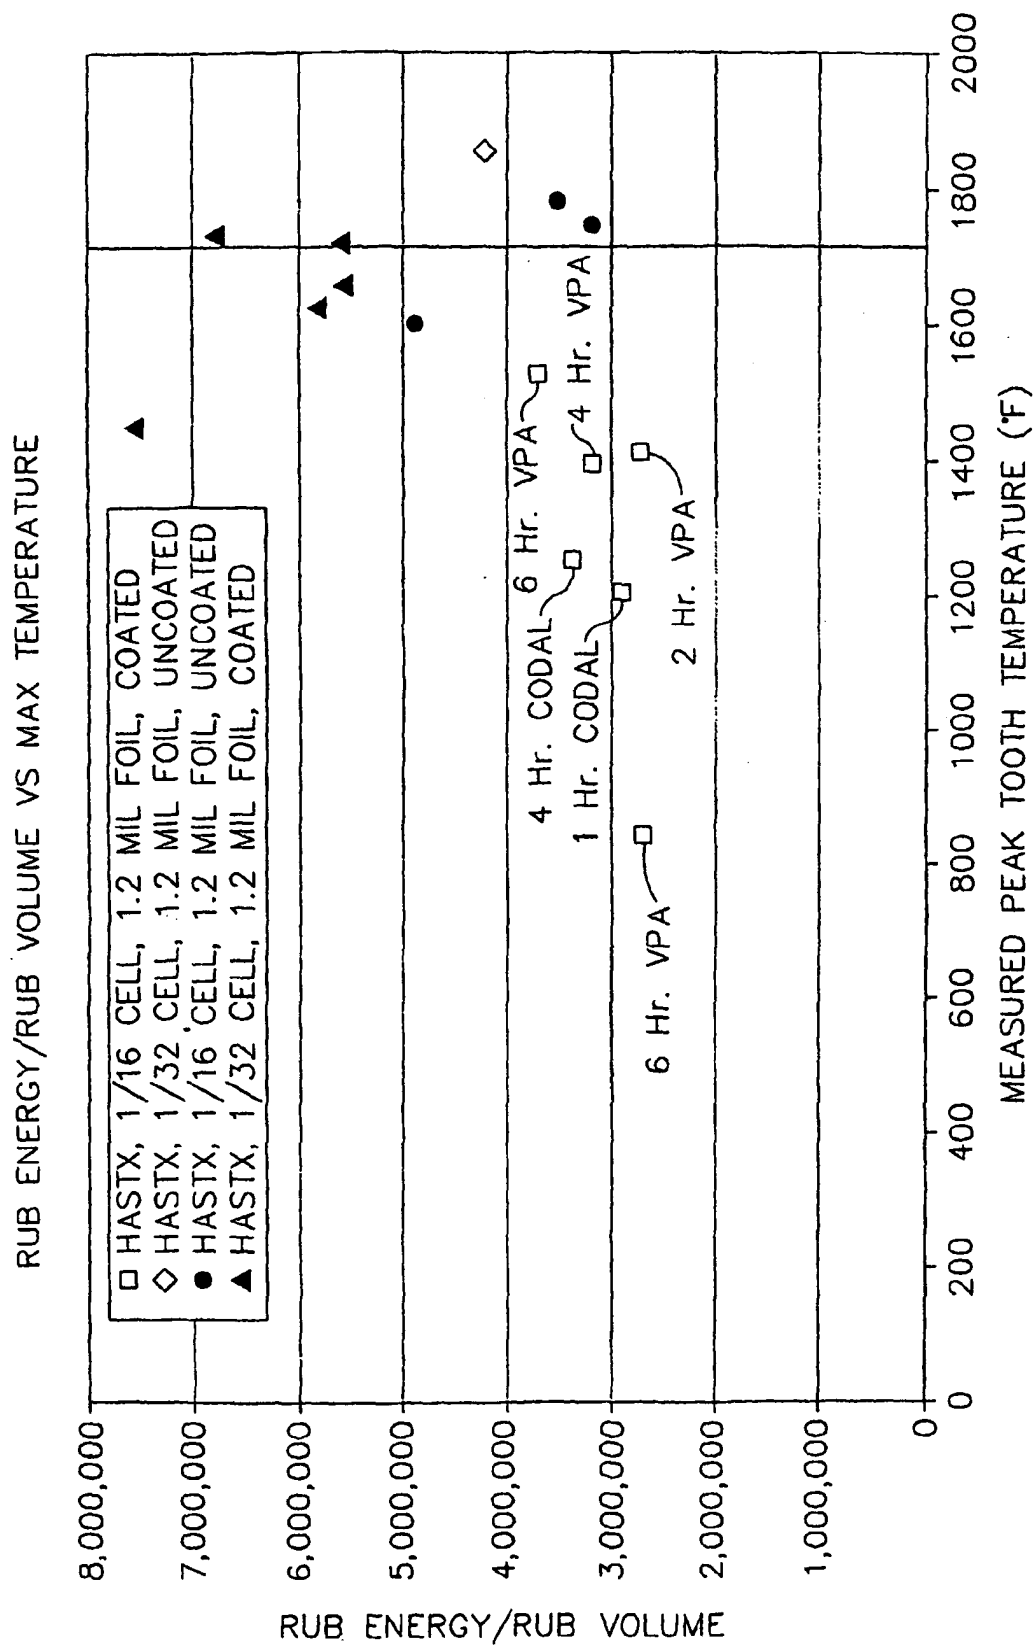 RUB ENERGY/RUB VOLUME VS MAX TEMPERATURE
8,000,000
7,000,000
6,000,000
5,000,000
4,000,000
3,000,000
2,000,000
1,000,000
0
RUB ENERGY/RUB VOLUME
HASTX, 1/16 CELL, 1.2 MIL FOIL, COATED
HASTX, 1/32 CELL, 1.2 MIL FOIL, UNCOATED
HASTX, 1/16 CELL, 1.2 MIL FOIL, UNCOATED
HASTX, 1/32 CELL, 1.2 MIL FOIL, COATED
6 Hr. VPA
4 Hr. CODAL
4 Hr. VPA
1 Hr. CODAL
6 Hr. VPA
2 Hr. VPA
0
200
400
600
800
1000
1200
1400
1600
1800
2000
MEASURED PEAK TOOTH TEMPERATURE (°F)